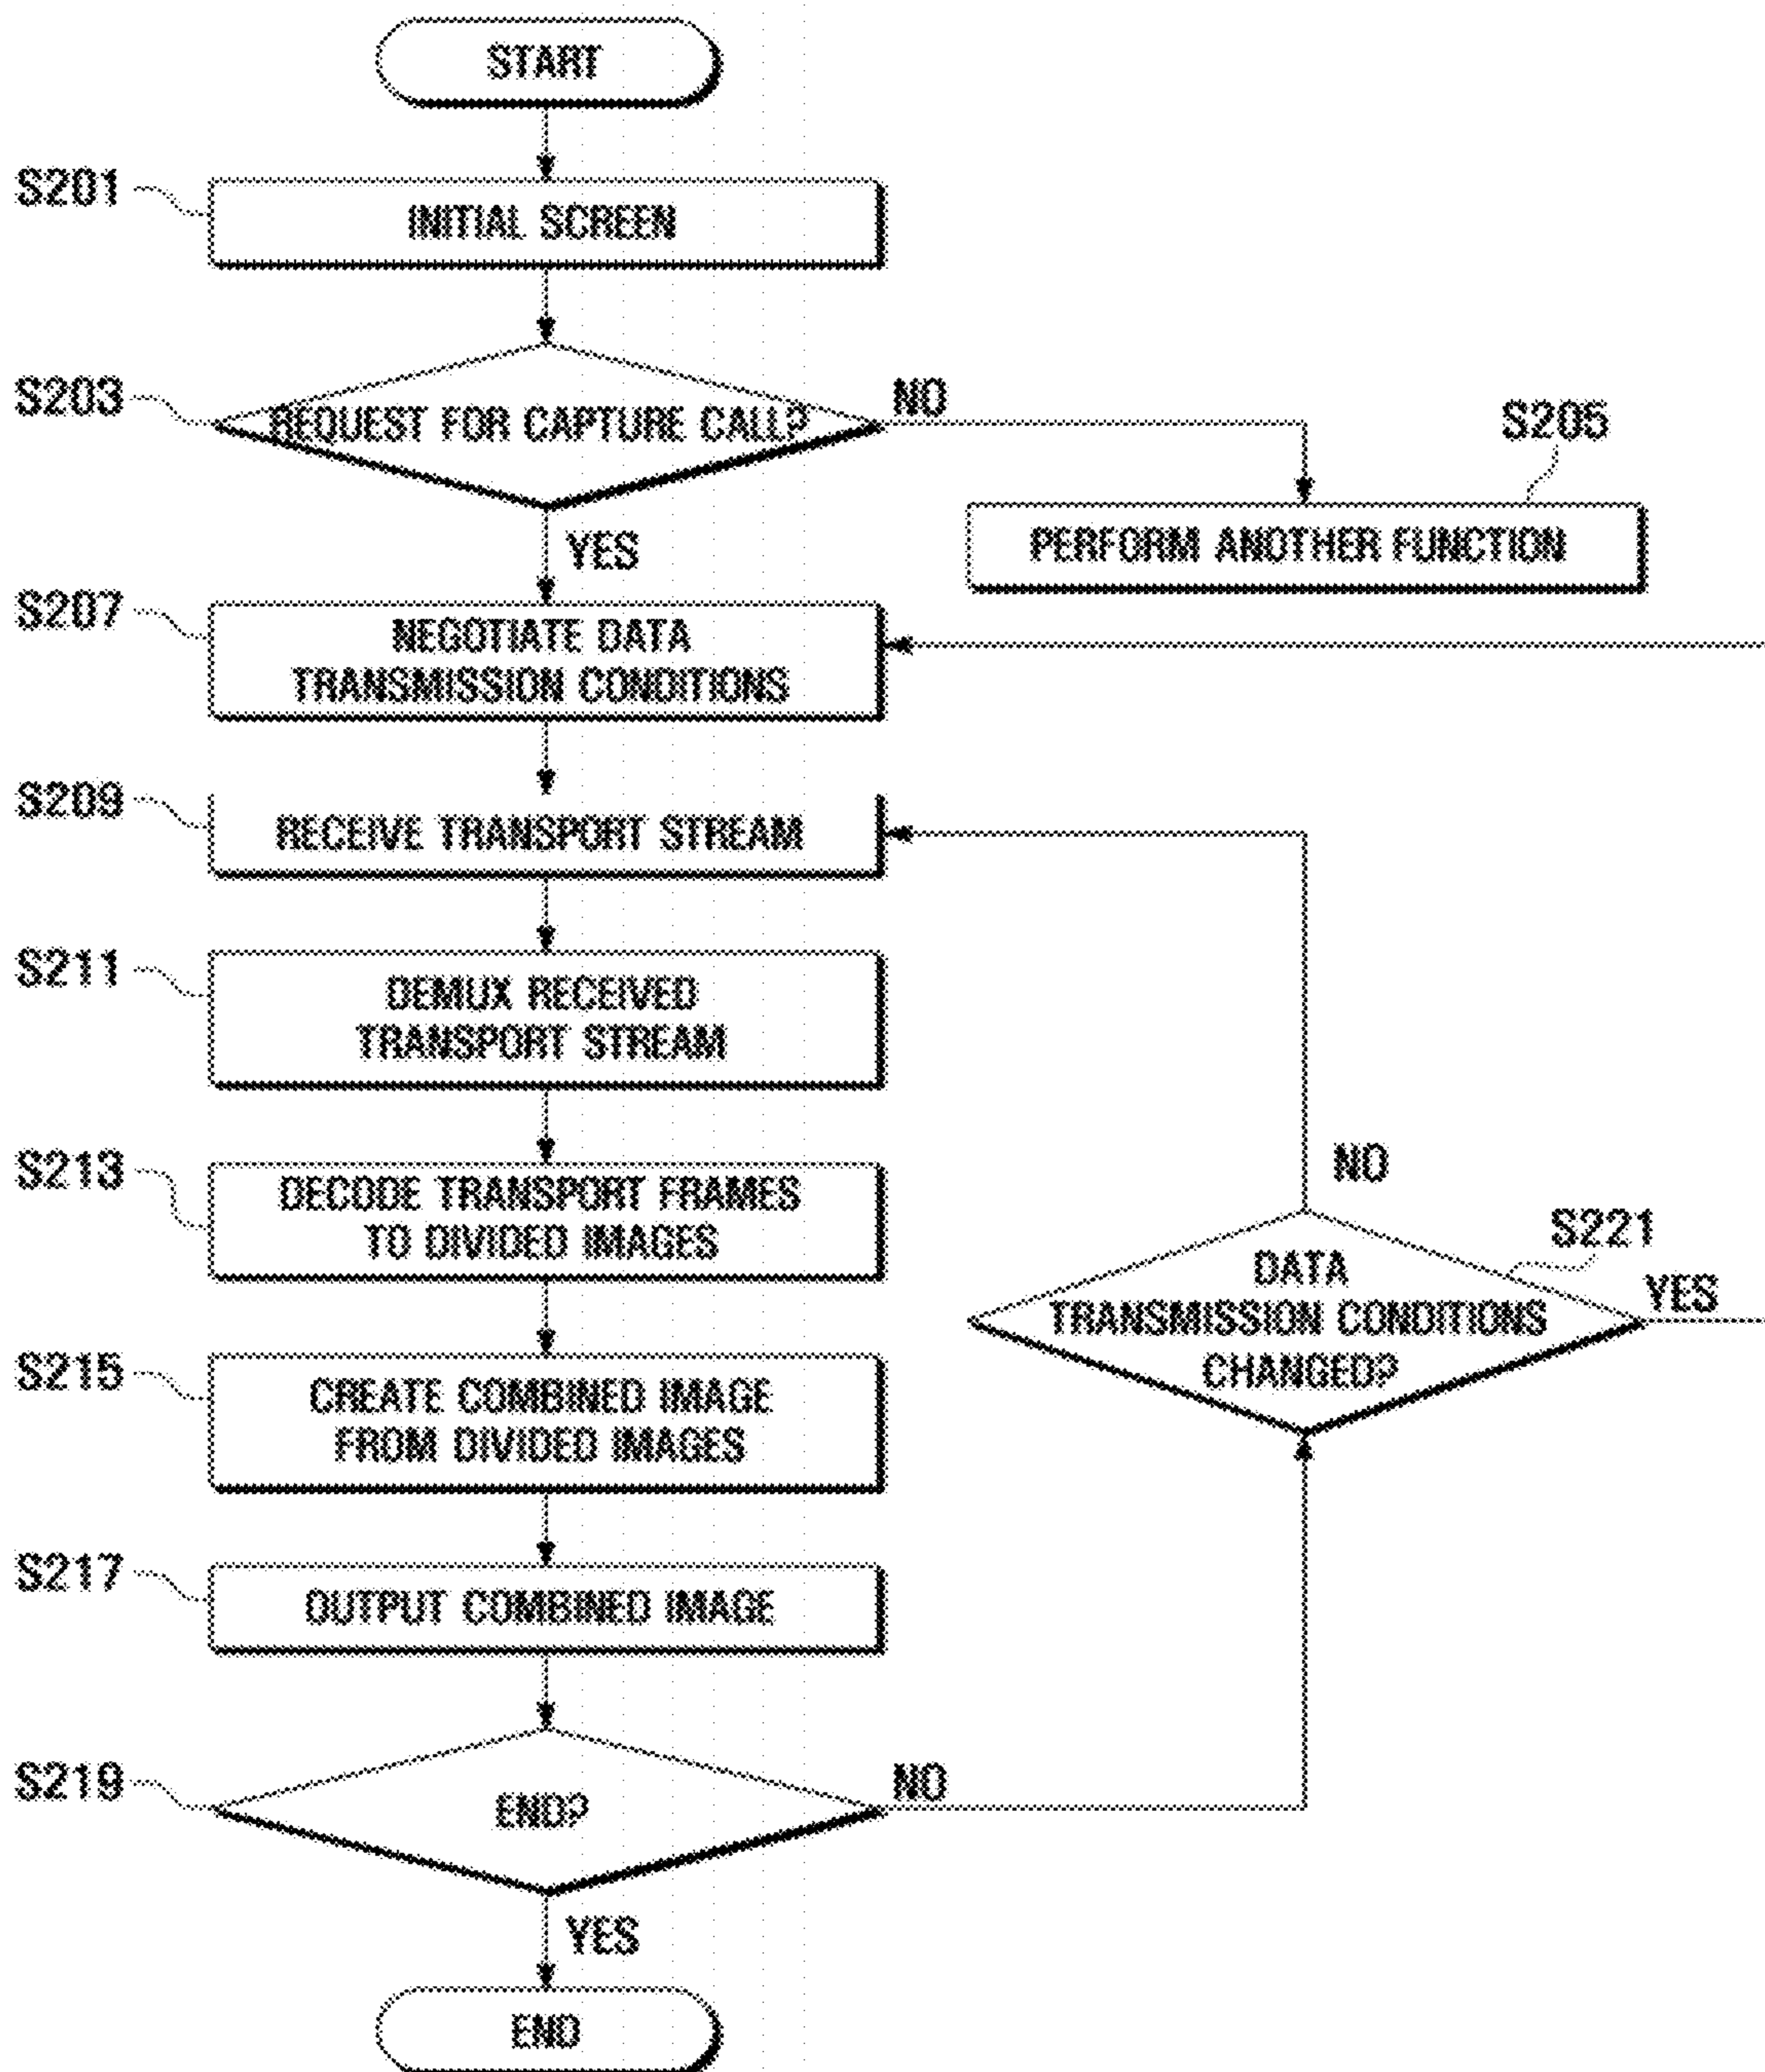 START
S201
INITIAL SCREEN
S203
REQUEST FOR CAPTURE CALL?
NO
S205
PERFORM ANOTHER FUNCTION
YES
S207
NEGOTIATE DATA
TRANSMISSION CONDITIONS
S209
RECEIVE TRANSPORT STREAM
S211
DEMUX RECEIVED
TRANSPORT STREAM
S213
DECODE TRANSPORT FRAMES
TO DIVIDED IMAGES
NO
S221
DATA
TRANSMISSION CONDITIONS
CHANGED?
YES
S215
CREATE COMBINED IMAGE
FROM DIVIDED IMAGES
S217
OUTPUT COMBINED IMAGE
S219
END?
NO
YES
END